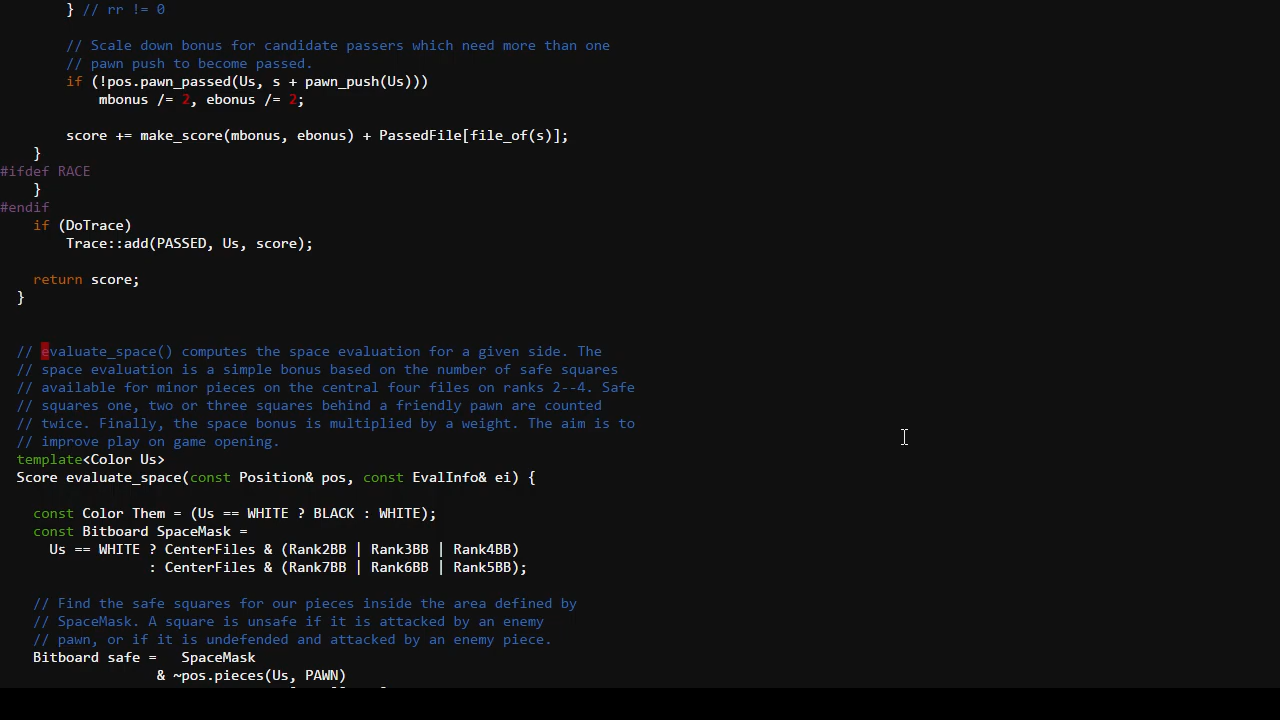 } // rr != 0
// Scale down bonus for candidate passers which need more than one
// pawn push to become passed.
if (!pos.pawn_passed(Us, s + pawn_push(Us)))
mbonus /= 2, ebonus /= 2;
score += make_score(mbonus, ebonus) + PassedFile[file_of(s)];
}
#ifdef RACE
}
#endif
if (DoTrace)
Trace::add(PASSED, Us, score);
return score;
}
// evaluate_space() computes the space evaluation for a given side. The
// space evaluation is a simple bonus based on the number of safe squares
// available for minor pieces on the central four files on ranks 2--4. Safe
// squares one, two or three squares behind a friendly pawn are counted
// twice. Finally, the space bonus is multiplied by a weight. The aim is to
// improve play on game opening.
template<Color Us>
Score evaluate_space(const Position& pos, const EvalInfo& ei) {
const Color Them = (Us == WHITE ? BLACK : WHITE);
const Bitboard SpaceMask =
Us == WHITE ? CenterFiles & (Rank2BB | Rank3BB | Rank4BB)
: CenterFiles & (Rank7BB | Rank6BB | Rank5BB);
// Find the safe squares for our pieces inside the area defined by
// SpaceMask. A square is unsafe if it is attacked by an enemy
// pawn, or if it is undefended and attacked by an enemy piece.
Bitboard safe = SpaceMask
& ~pos.pieces(Us, PAWN)